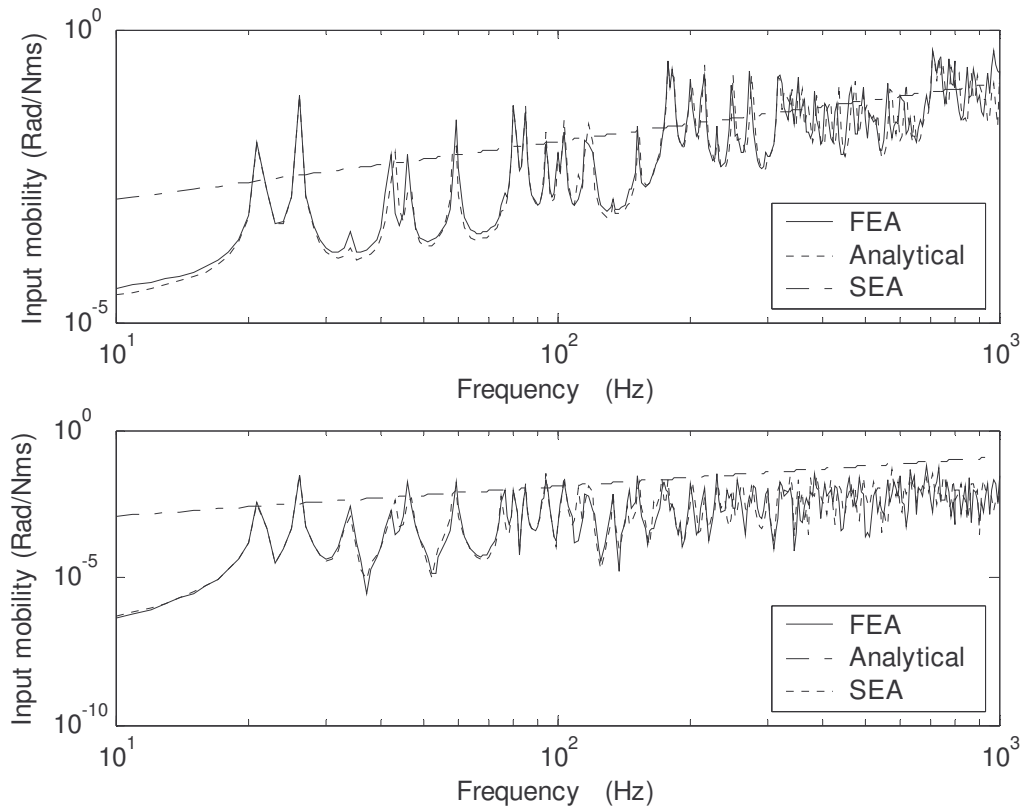 10^0
Input mobility (Rad/Nms)
FEA
Analytical
SEA
10^-5
10^1
10^2
10^3
Frequency (Hz)
10^0
Input mobility (Rad/Nms)
10^-5
FEA
Analytical
SEA
10^-10
10^1
10^2
10^3
Frequency (Hz)